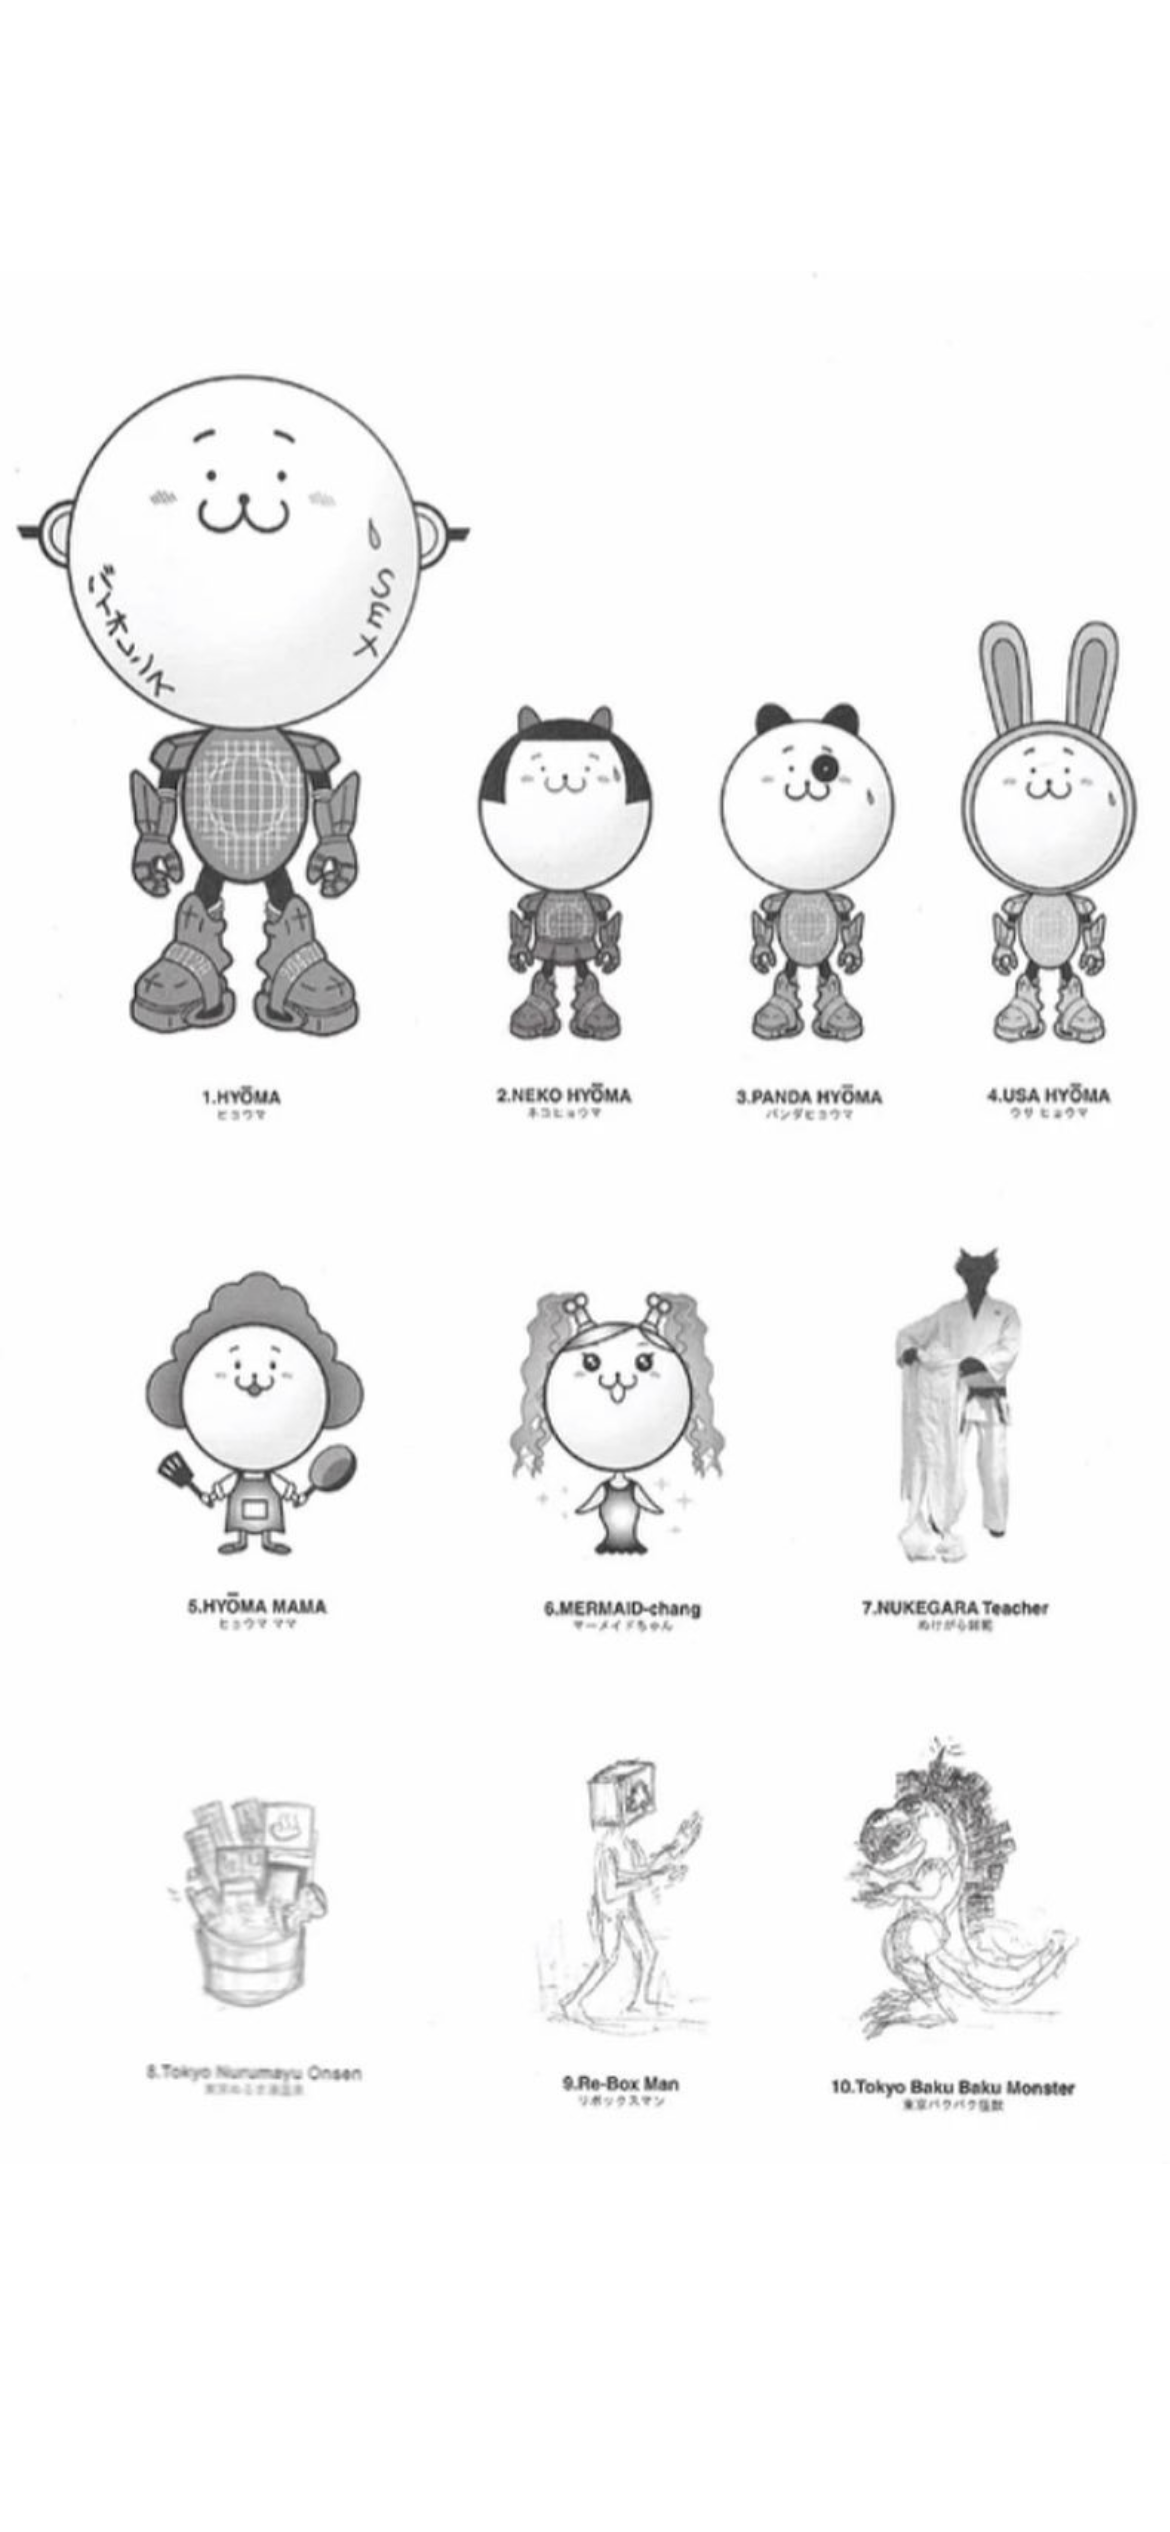 バイオレンス
SEX
1.HYŌMA
ヒョウマ
2.NEKO HYŌMA
ネコヒョウマ
3.PANDA HYŌMA
パンダヒョウマ
4.USA HYŌMA
ウサ ヒョウマ
5.HYŌMA MAMA
ヒョウマ ママ
6.MERMAID-chang
マーメイドちゃん
7.NUKEGARA Teacher
ぬけがら師範
8.Tokyo Nurumayu Onsen
東京ぬるま湯温泉
9.Re-Box Man
リボックスマン
10.Tokyo Baku Baku Monster
東京バクバク怪獣